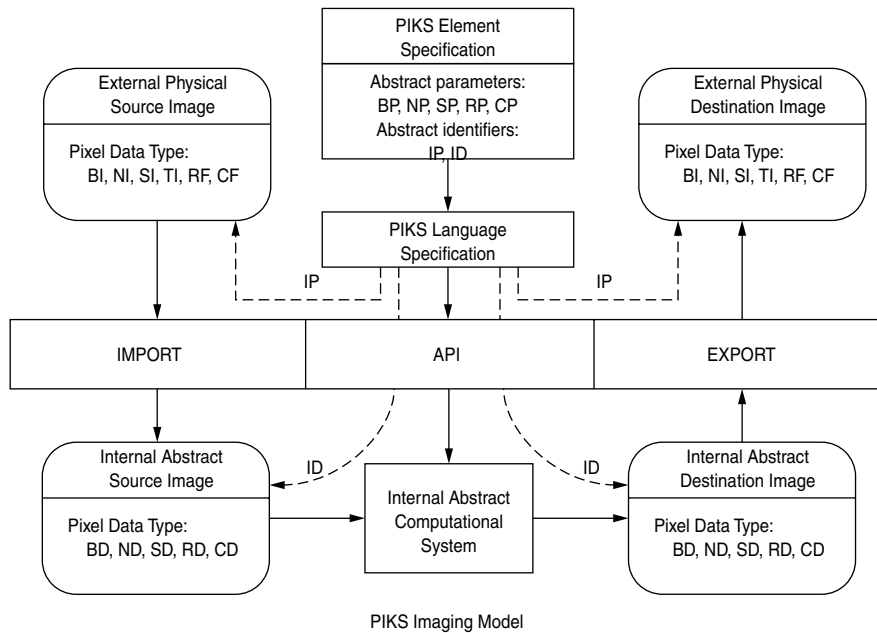 PIKS Element
Specification
Abstract parameters:
BP, NP, SP, RP, CP
Abstract identifiers:
IP, ID
External Physical
Source Image
Pixel Data Type:
BI, NI, SI, TI, RF, CF
External Physical
Destination Image
Pixel Data Type:
BI, NI, SI, TI, RF, CF
PIKS Language
Specification
IP
IP
IMPORT
API
EXPORT
Internal Abstract
Source Image
Pixel Data Type:
BD, ND, SD, RD, CD
ID
Internal Abstract
Computational
System
ID
Internal Abstract
Destination Image
Pixel Data Type:
BD, ND, SD, RD, CD
PIKS Imaging Model